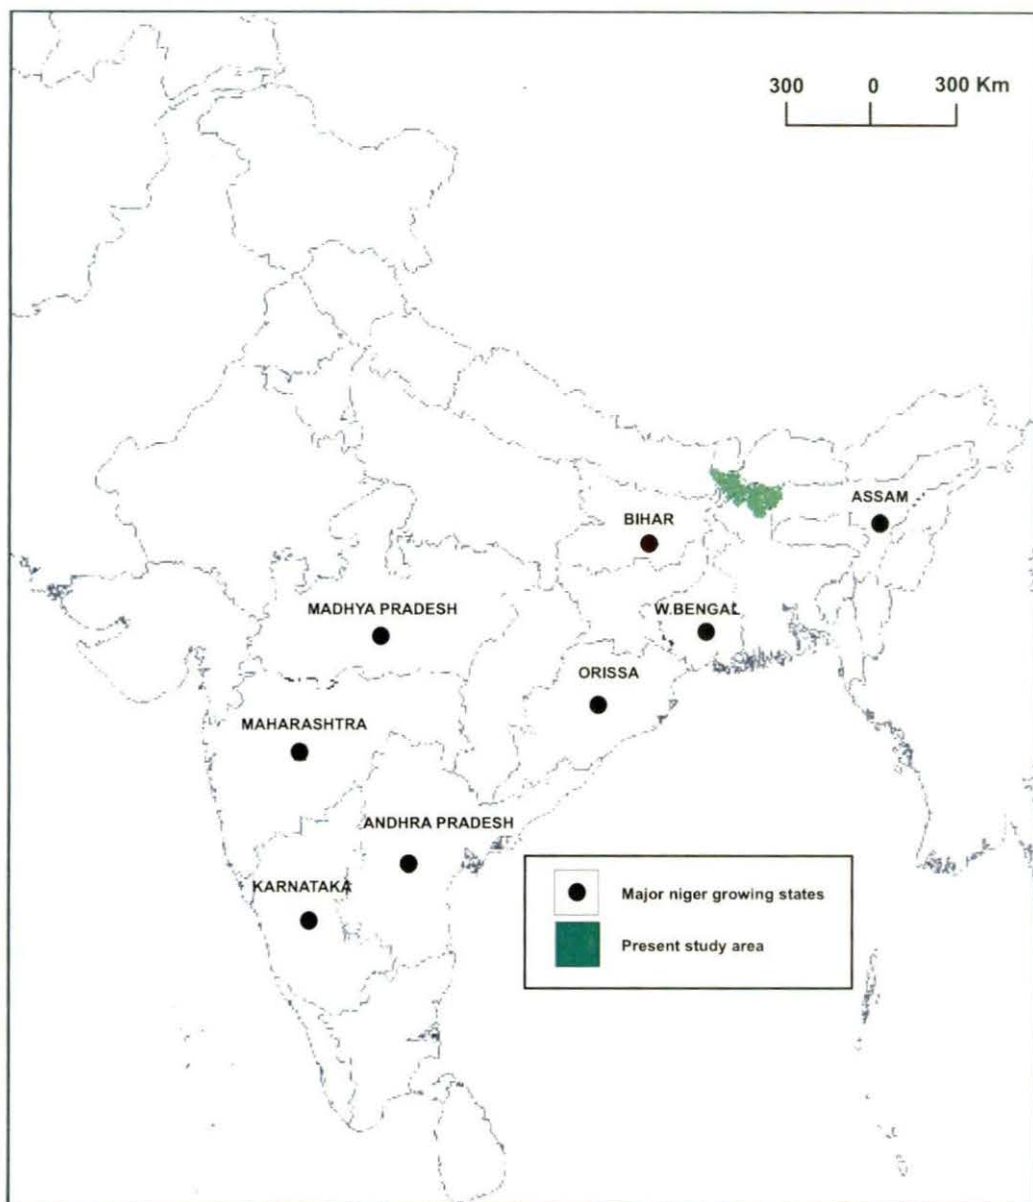 300 0 300 Km
ASSAM
BIHAR
MADHYA PRADESH
W.BENGAL
ORISSA
MAHARASHTRA
ANDHRA PRADESH
KARNATAKA
Major niger growing states
Present study area